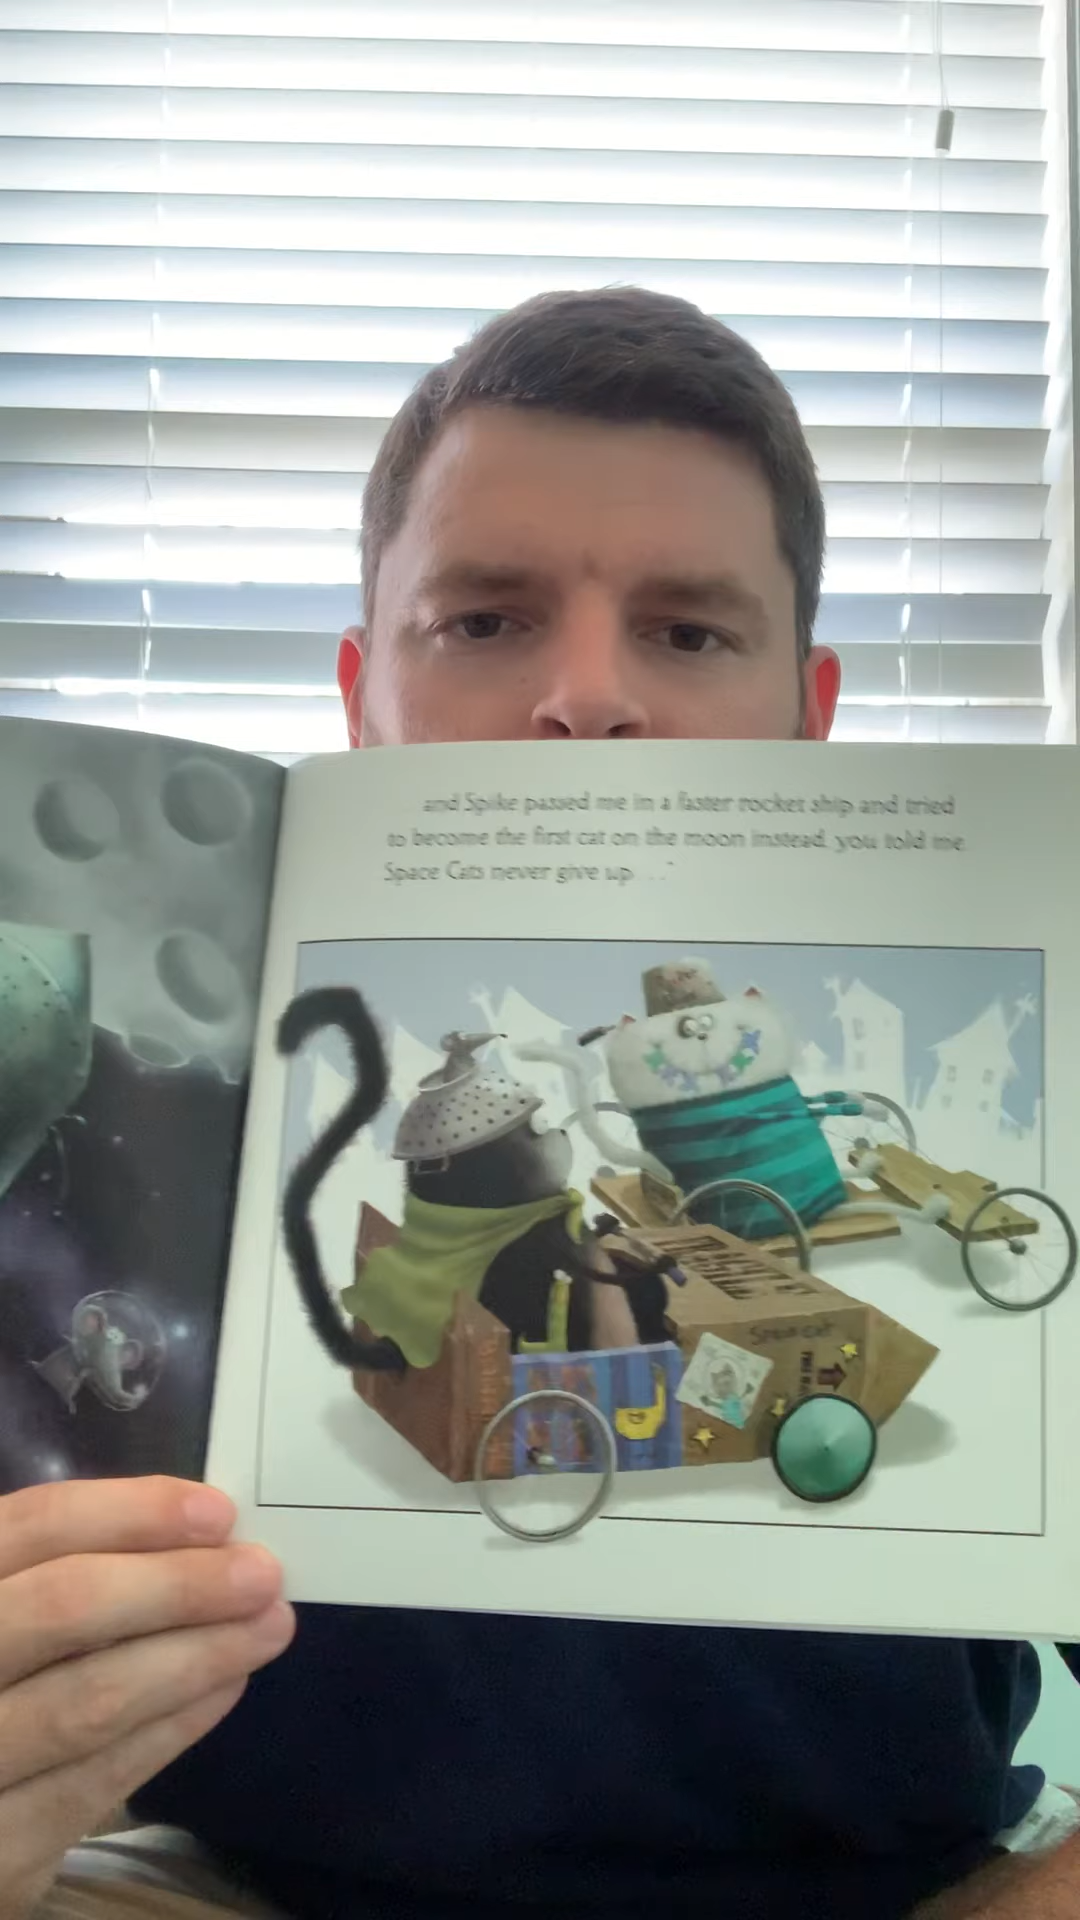 and Spike passed me in a faster rocket ship and tried
to become the first cat on the moon instead, you told me
Space Cats never give up . . ."